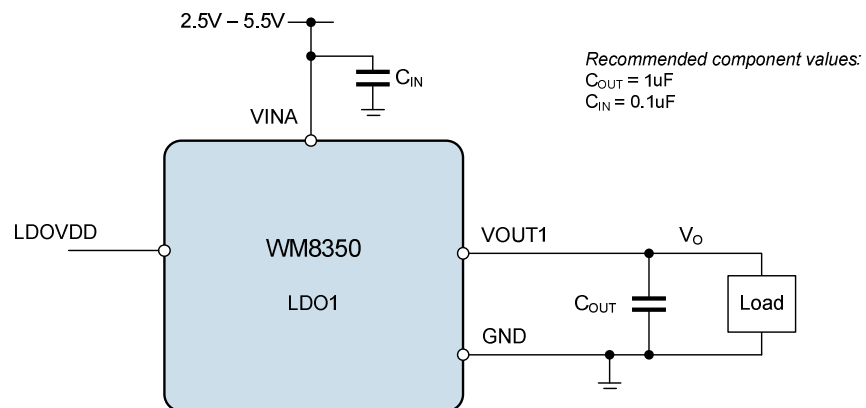 2.5V – 5.5V
Recommended component values:
COUT = 1uF
CIN = 0.1uF
CIN
VINA
LDOVDD
WM8350
LDO1
VOUT1
VO
COUT
Load
GND